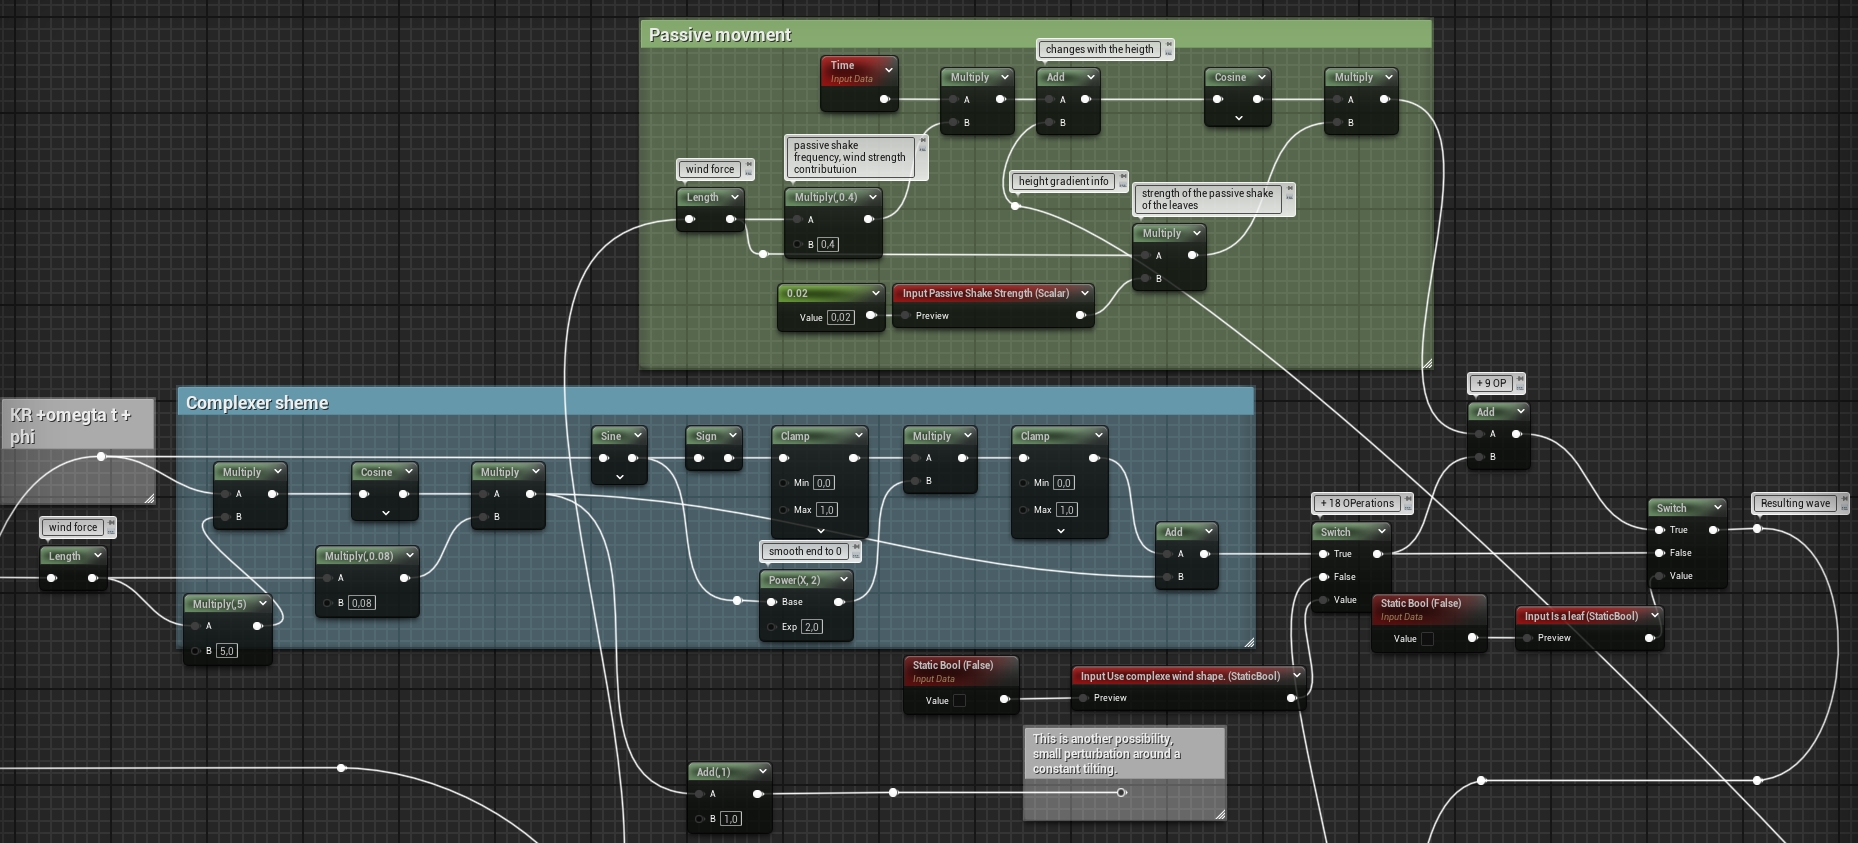 Passive movment
changes with the heigth
Time
Input Data
Multiply
A
B
Add
A
B
Cosine
Multiply
A
B
passive shake
frequency, wind strength
contributuion
wind force
Length
Multiply(,0.4)
A
B 0,4
height gradient info
strength of the passive shake
of the leaves
Multiply
A
B
0.02
Value 0,02
Input Passive Shake Strength (Scalar)
Preview
+ 9 OP
Add
A
B
KR +omegta t +
phi
Complexer sheme
Multiply
A
B
Cosine
Multiply
A
B
Sine
Sign
Clamp
Min 0,0
Max 1,0
Multiply
A
B
Clamp
Min 0,0
Max 1,0
wind force
Length
Multiply(,0.08)
A
B 0,08
Multiply(,5)
A
B 5,0
smooth end to 0
Power(X, 2)
Base
Exp 2,0
Add
A
B
+ 18 OPerations
Switch
True
False
Value
Switch
True
False
Value
Resulting wave
Static Bool (False)
Input Data
Value
Input Is a leaf (StaticBool)
Preview
Static Bool (False)
Input Data
Value
Input Use complexe wind shape. (StaticBool)
Preview
This is another possibility,
small perturbation around a
constant tilting.
Add(,1)
A
B 1,0